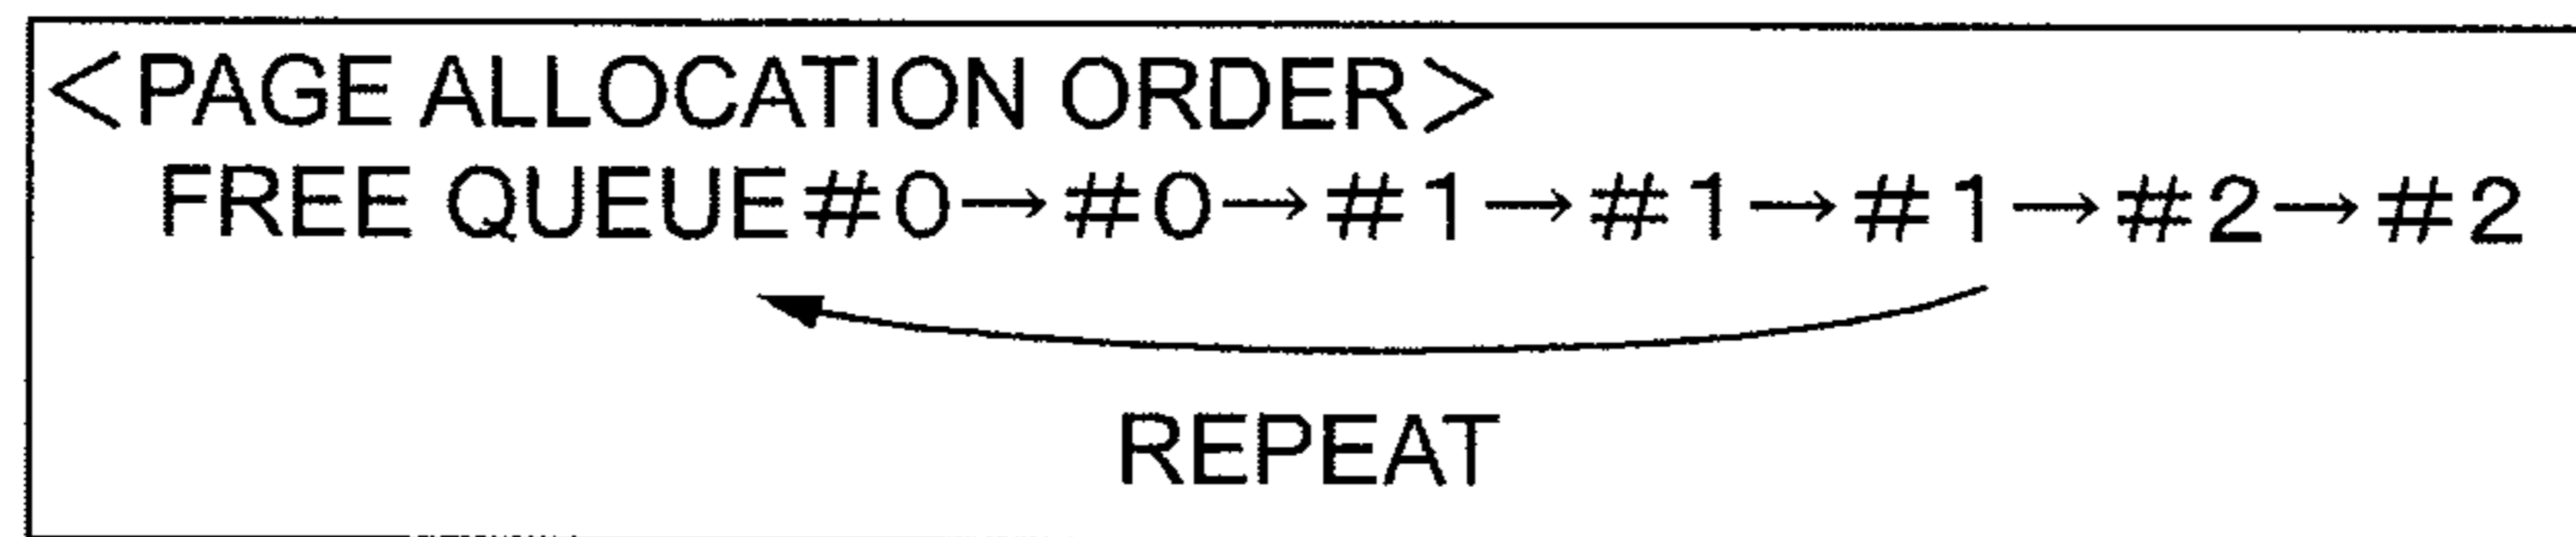 <PAGE ALLOCATION ORDER>
FREE QUEUE#0→#0→#1→#1→#1→#2→#2
REPEAT